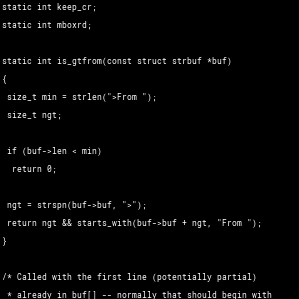 static int keep_cr;
static int mboxrd;

static int is_gtfrom(const struct strbuf *buf)
{
 size_t min = strlen(">From ");
 size_t ngt;

 if (buf->len < min)
  return 0;

 ngt = strspn(buf->buf, ">");
 return ngt && starts_with(buf->buf + ngt, "From ");
}

/* Called with the first line (potentially partial)
 * already in buf[] -- normally that should begin with